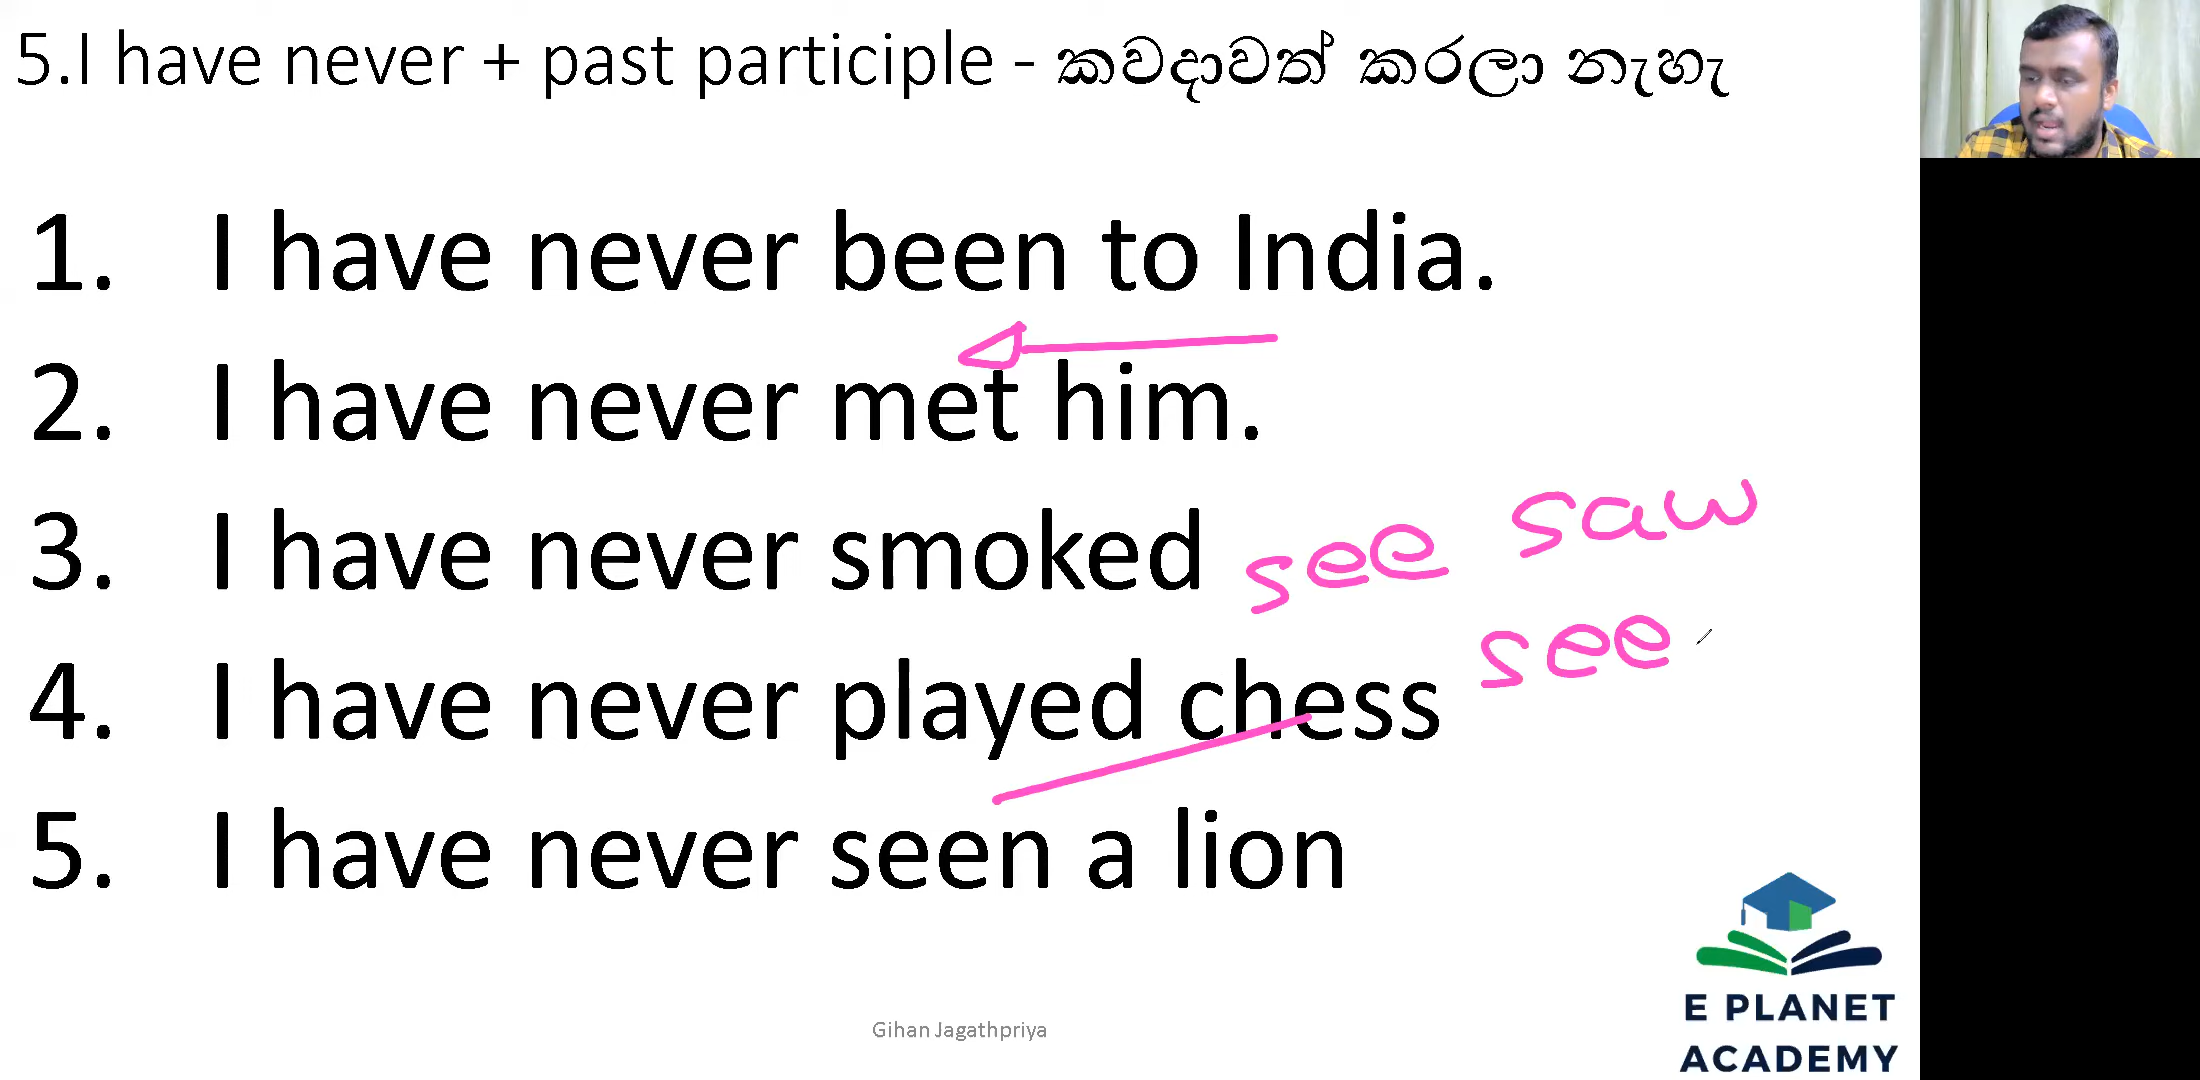 5.I have never + past participle - කවදාවත් කරලා නැහැ
1. I have never been to India.
2. I have never met him.
3. I have never smoked
see saw
see
4. I have never played chess
5. I have never seen a lion
Gihan Jagathpriya
E PLANET
ACADEMY